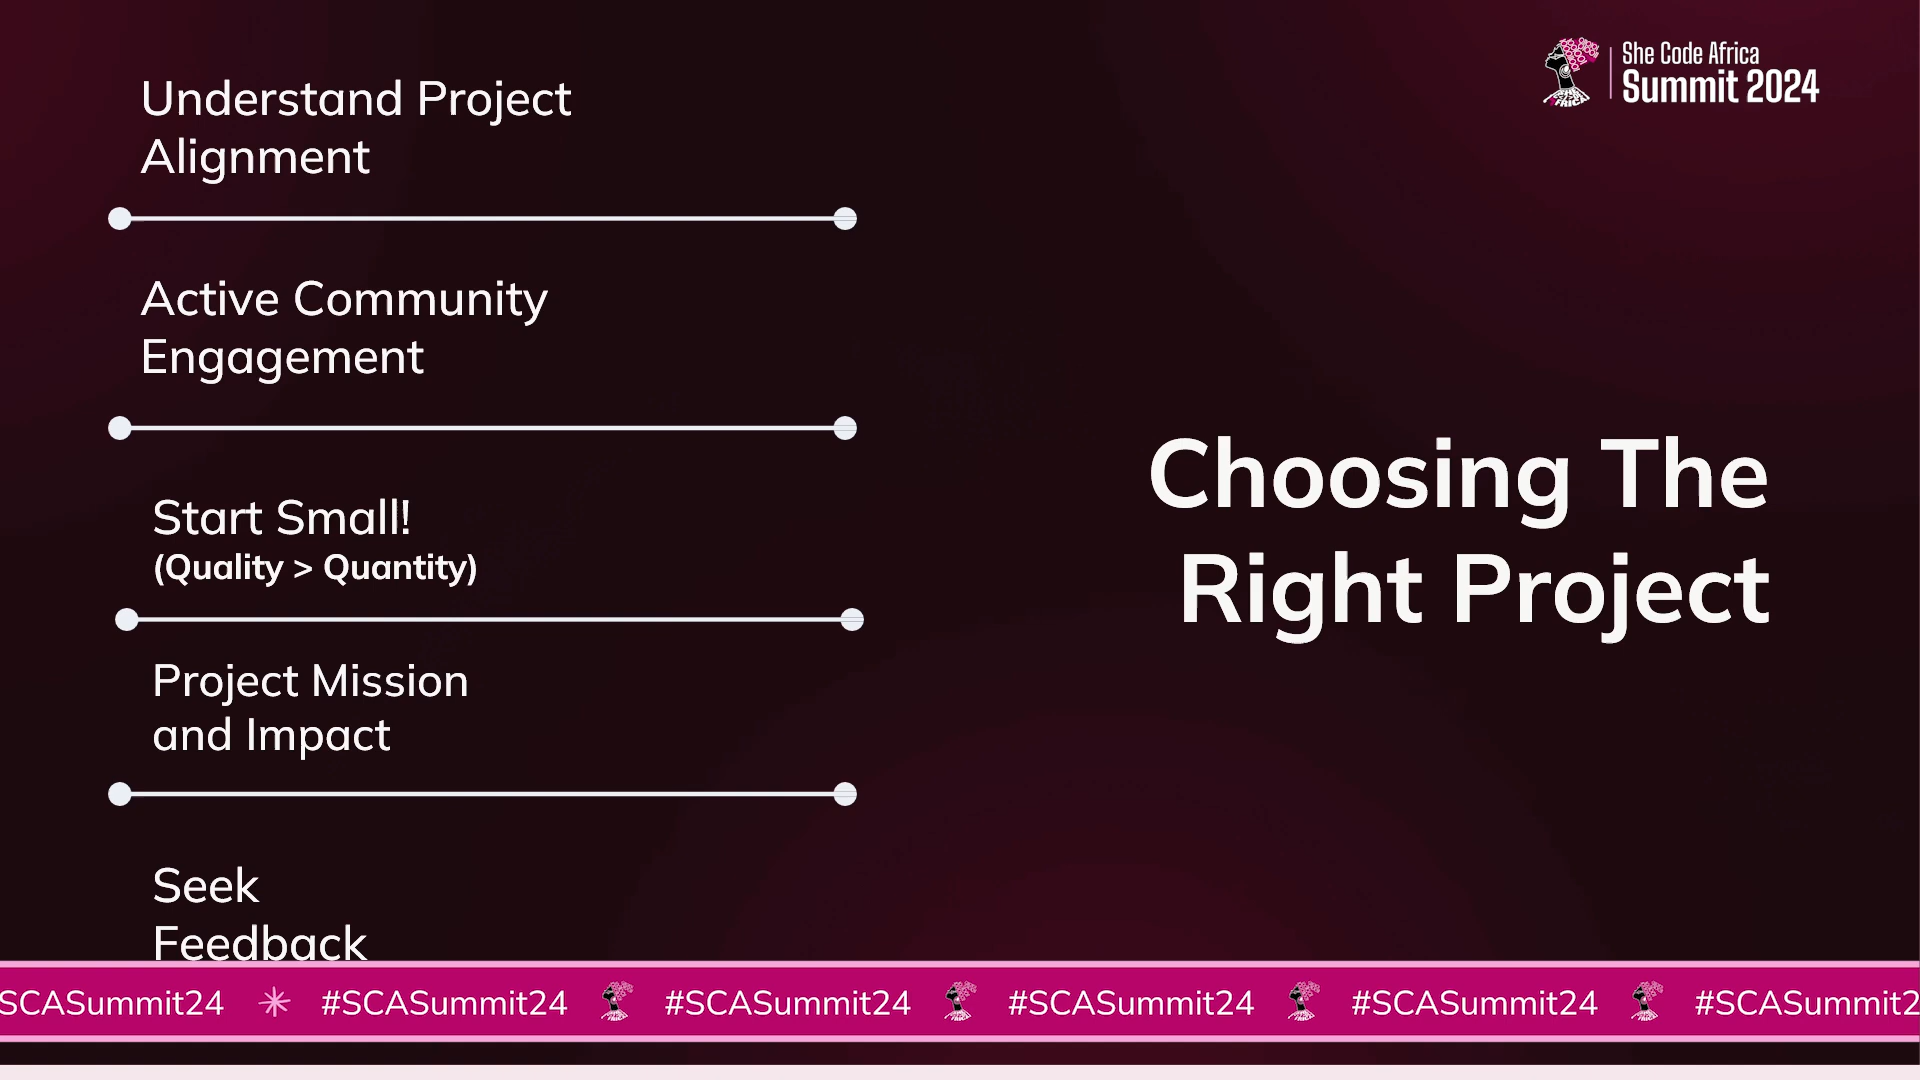 Understand Project
Alignment
Active Community
Engagement
Start Small!
(Quality > Quantity)
Project Mission
and Impact
Seek
Feedback
She Code Africa
Summit 2024
Choosing The
Right Project
SCASummit24 #SCASummit24 #SCASummit24 #SCASummit24 #SCASummit24 #SCASummit2